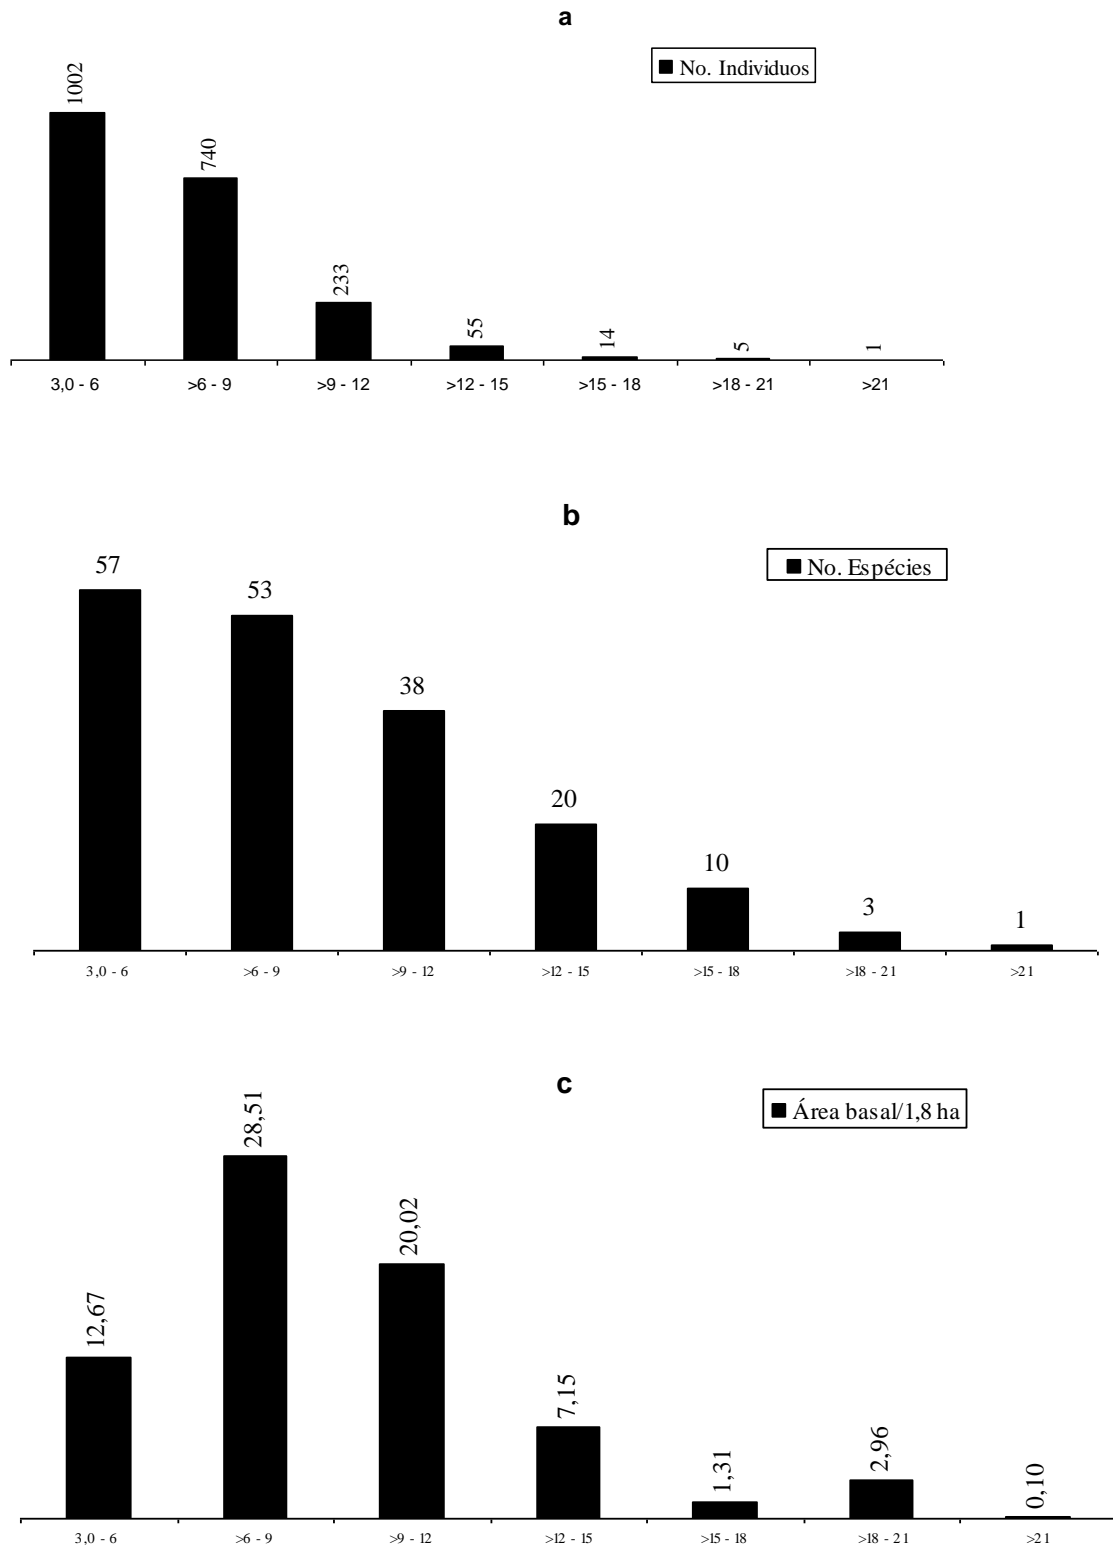 a
No. Individuos
1002
740
233
55
14
5
1
3,0 - 6
>6 - 9
>9 - 12
>12 - 15
>15 - 18
>18 - 21
>21
b
No. Espécies
57
53
38
20
10
3
1
3,0 - 6
>6 - 9
>9 - 12
>12 - 15
>15 - 18
>18 - 21
>21
c
Área basal/1,8 ha
12,67
28,51
20,02
7,15
1,31
2,96
0,10
3,0 - 6
>6 - 9
>9 - 12
>12 - 15
>15 - 18
>18 - 21
>21